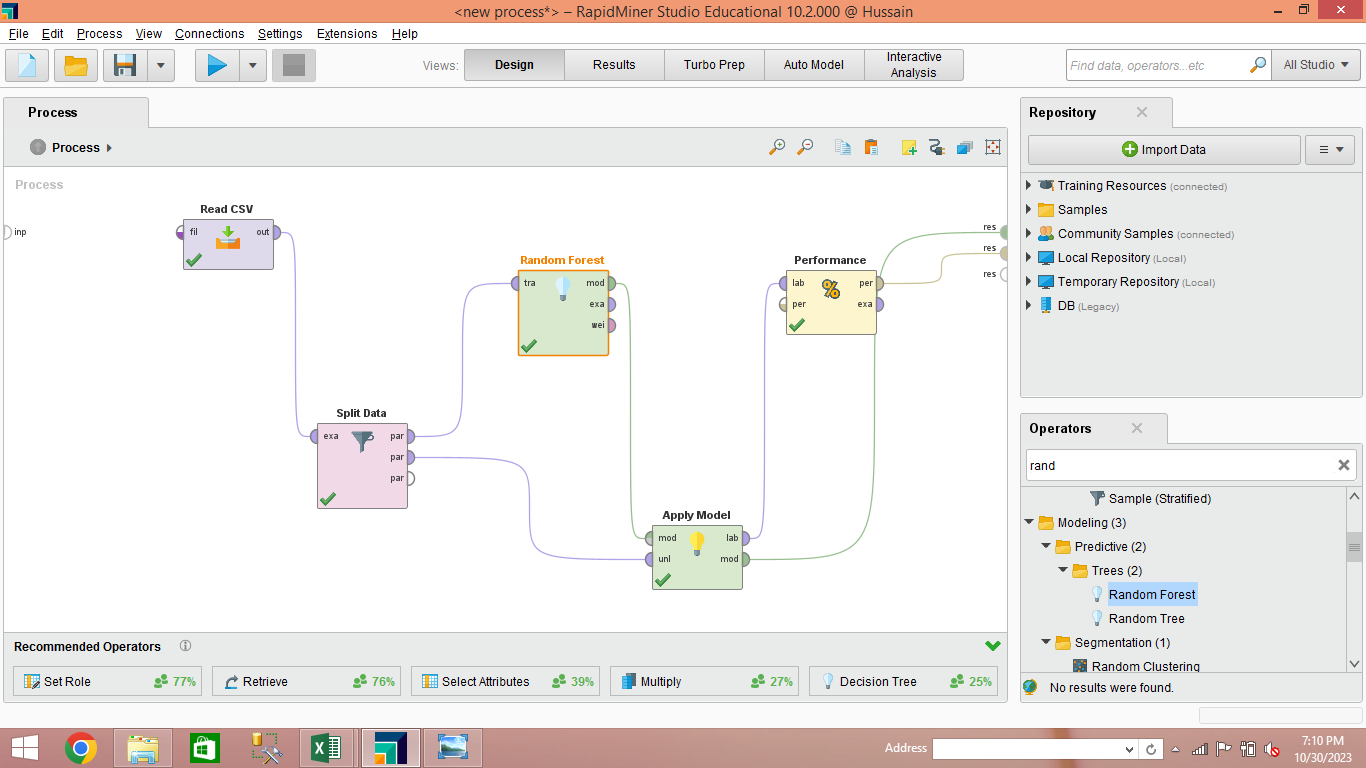 <new process*> – RapidMiner Studio Educational 10.2.000 @ Hussain
File Edit Process View Connections Settings Extensions Help
Views: Design Results Turbo Prep Auto Model Interactive Analysis
Find data, operators...etc All Studio
Process
Process
Process
inp
Read CSV
fil out
Split Data
exa par
par
par
Random Forest
tra mod
exa
wei
Apply Model
mod lab
unl mod
Performance
lab per
per exa
res
res
res
Recommended Operators
Set Role 77% Retrieve 76% Select Attributes 39% Multiply 27% Decision Tree 25%
Repository
Import Data
Training Resources (connected)
Samples
Community Samples (connected)
Local Repository (Local)
Temporary Repository (Local)
DB (Legacy)
Operators
rand
Sample (Stratified)
Modeling (3)
Predictive (2)
Trees (2)
Random Forest
Random Tree
Segmentation (1)
Random Clustering
No results were found.
Address
7:10 PM
10/30/2023